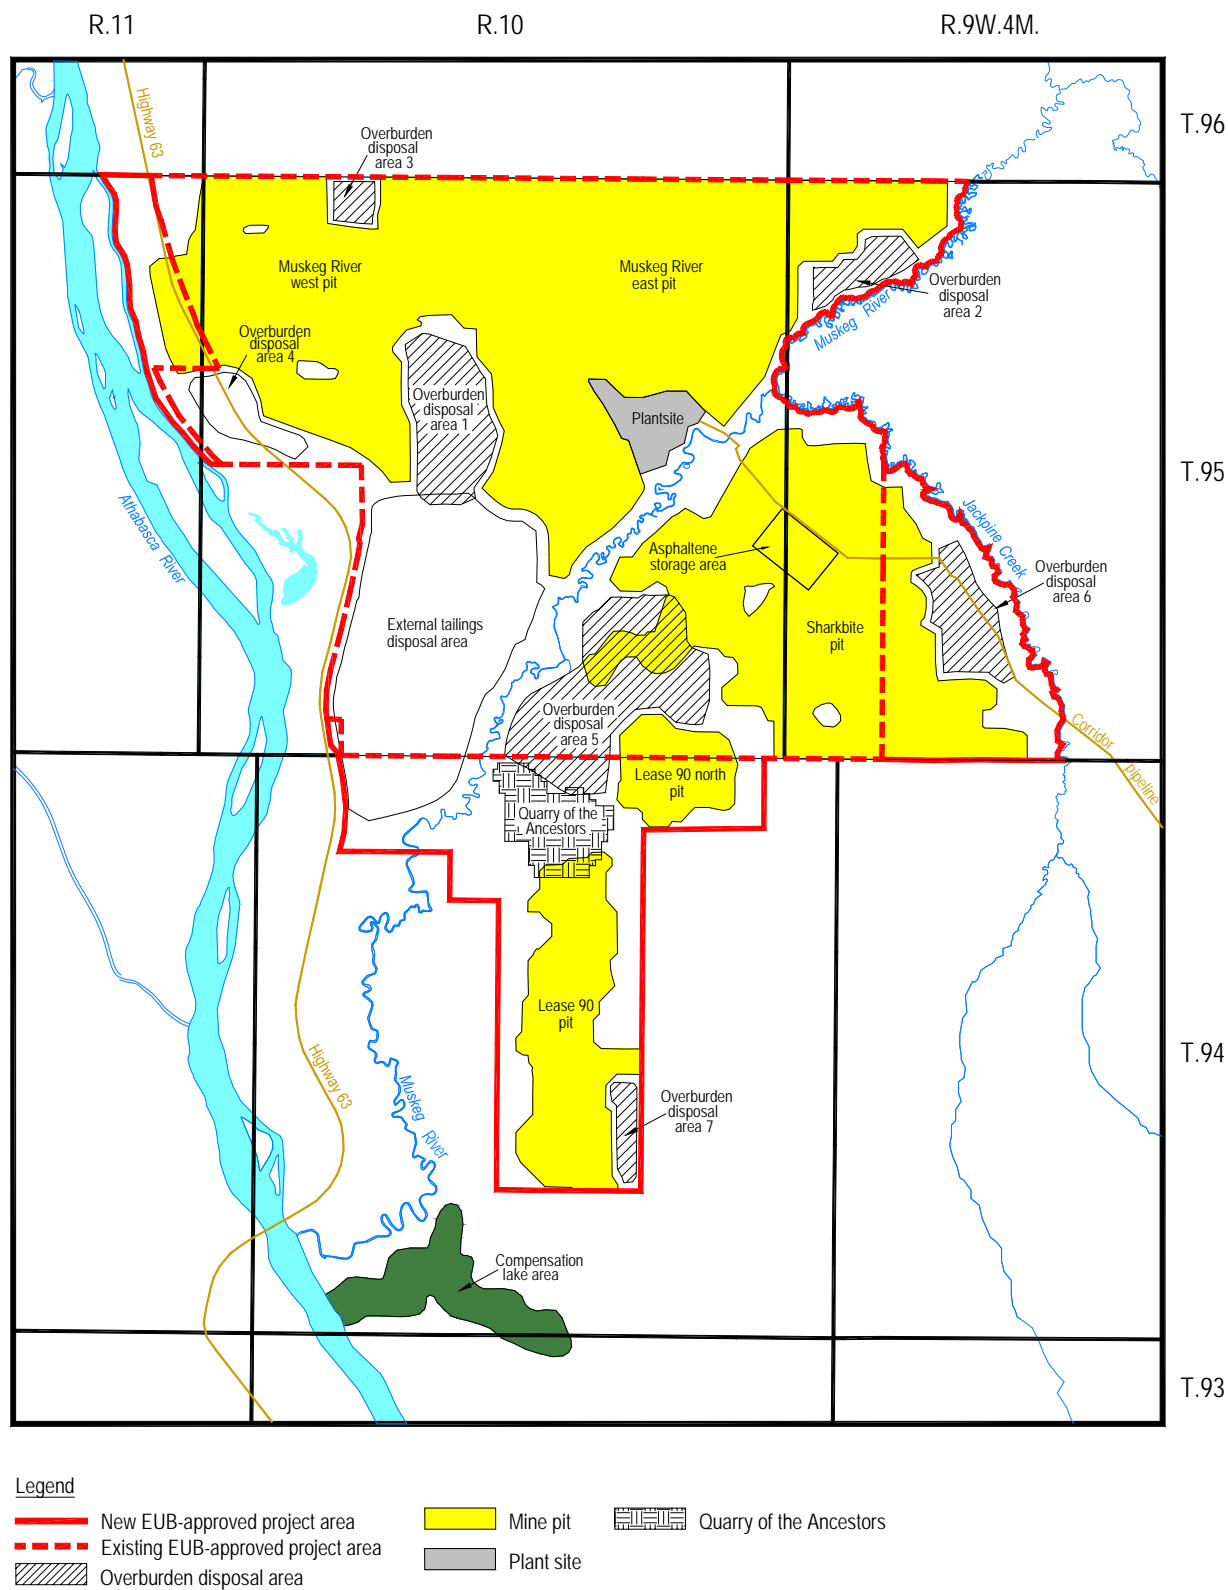 R.11
R.10
R.9W.4M.
T.96
Highway 63
Overburden
disposal
area 3
Muskeg River
west pit
Muskeg River
east pit
Overburden
disposal
area 2
Muskeg River
Overburden
disposal
area 4
Overburden
disposal
area 1
Plantsite
T.95
Athabasca River
Jackpine Creek
Asphaltene
storage area
Overburden
disposal
area 6
External tailings
disposal area
Sharkbite
pit
Overburden
disposal
area 5
Corridor pipeline
Lease 90 north
pit
Quarry of the
Ancestors
Lease 90
pit
T.94
Highway 63
Muskeg River
Overburden
disposal
area 7
Compensation
lake area
T.93
Legend
New EUB-approved project area
Existing EUB-approved project area
Overburden disposal area
Mine pit
Plant site
Quarry of the Ancestors